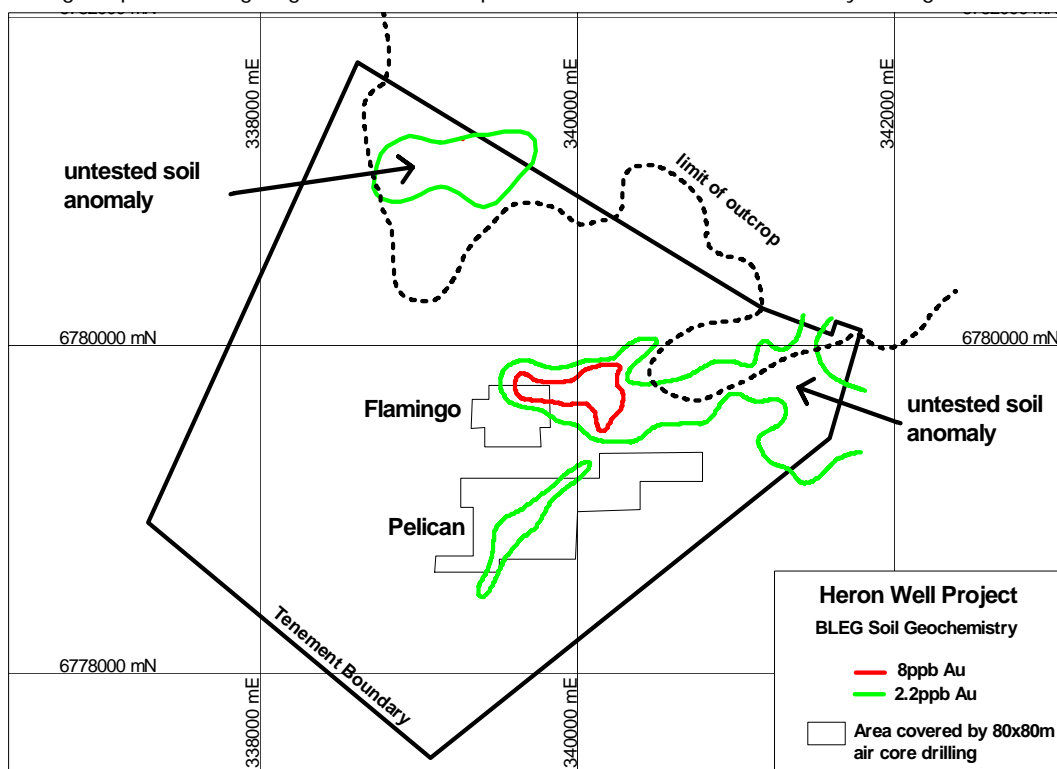 338000 mE
340000 mE
342000 mE
untested soil
anomaly
limit of outcrop
6780000 mN
6780000 mN
Flamingo
untested soil
anomaly
Pelican
Tenement Boundary
6778000 mN
338000 mE
340000 mE
Heron Well Project
BLEG Soil Geochemistry
8ppb Au
2.2ppb Au
Area covered by 80x80m
air core drilling